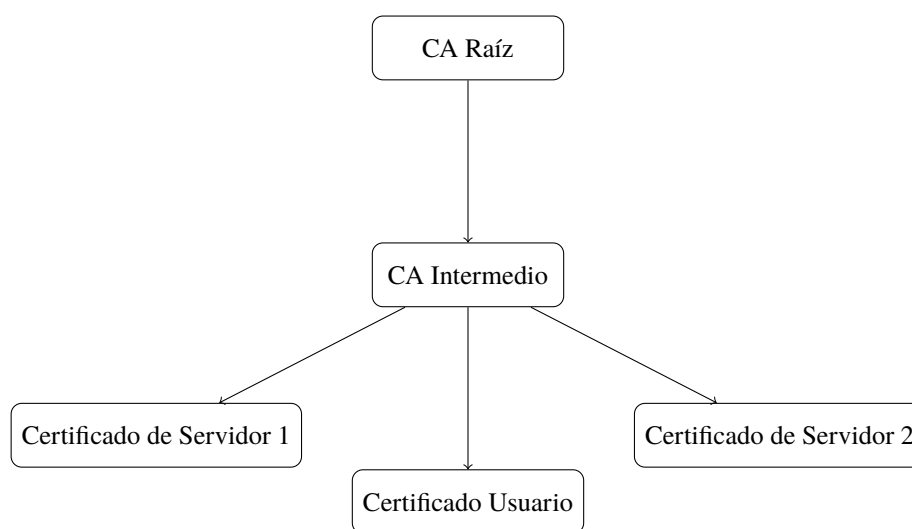 CA Raíz
CA Intermedio
Certificado de Servidor 1
Certificado de Servidor 2
Certificado Usuario